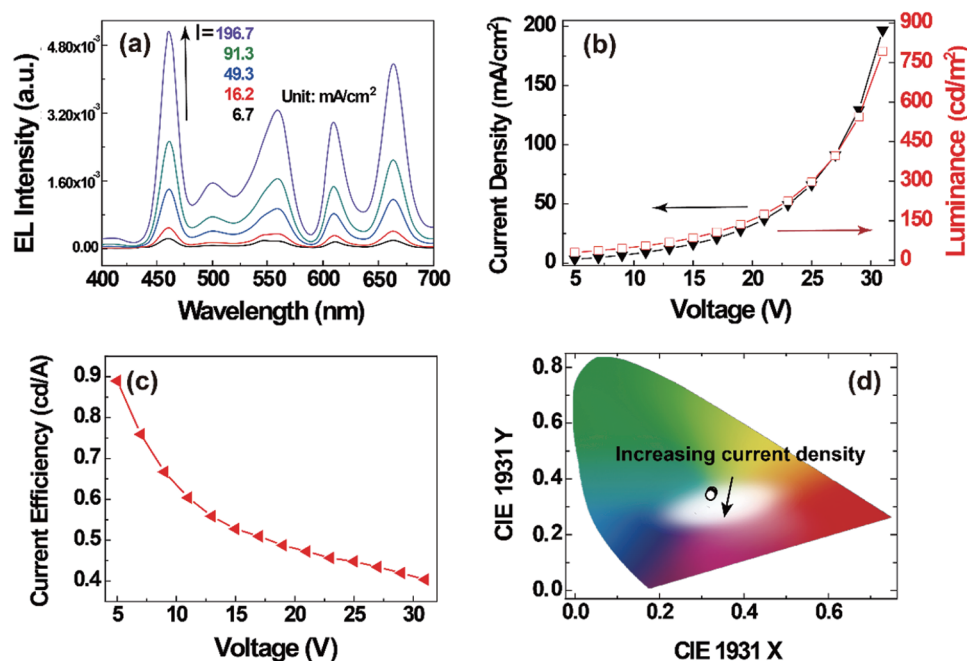 (a)
I= 196.7
91.3
49.3
16.2
6.7
Unit: mA/cm²
EL Intensity (a.u.)
4.80x10⁻³
3.20x10⁻³
1.60x10⁻³
0.00
400 450 500 550 600 650 700
Wavelength (nm)
(b)
Current Density (mA/cm²)
200
150
100
50
0
5 10 15 20 25 30
Voltage (V)
900
750
600
450
300
150
0
Luminance (cd/m²)
(c)
Current Efficiency (cd/A)
0.9
0.8
0.7
0.6
0.5
0.4
5 10 15 20 25 30
Voltage (V)
(d)
CIE 1931 Y
0.8
0.6
0.4
0.2
0.0
Increasing current density
0.0 0.2 0.4 0.6
CIE 1931 X